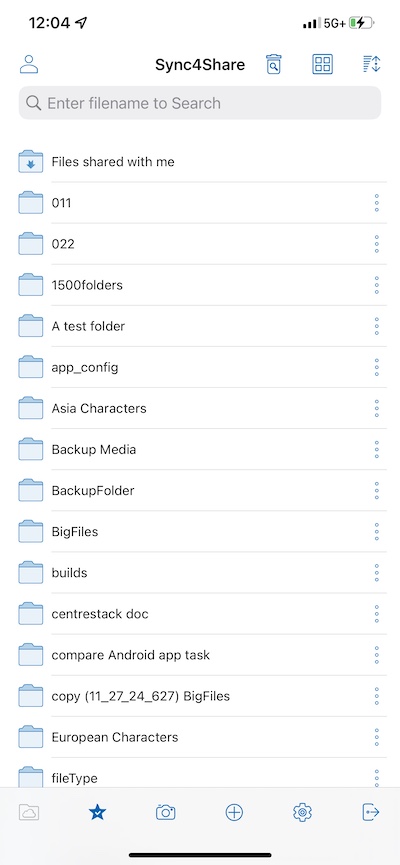 12:04
5G+
Sync4Share
Enter filename to Search
Files shared with me
011
022
1500folders
A test folder
app_config
Asia Characters
Backup Media
BackupFolder
BigFiles
builds
centrestack doc
compare Android app task
copy (11_27_24_627) BigFiles
European Characters
fileType